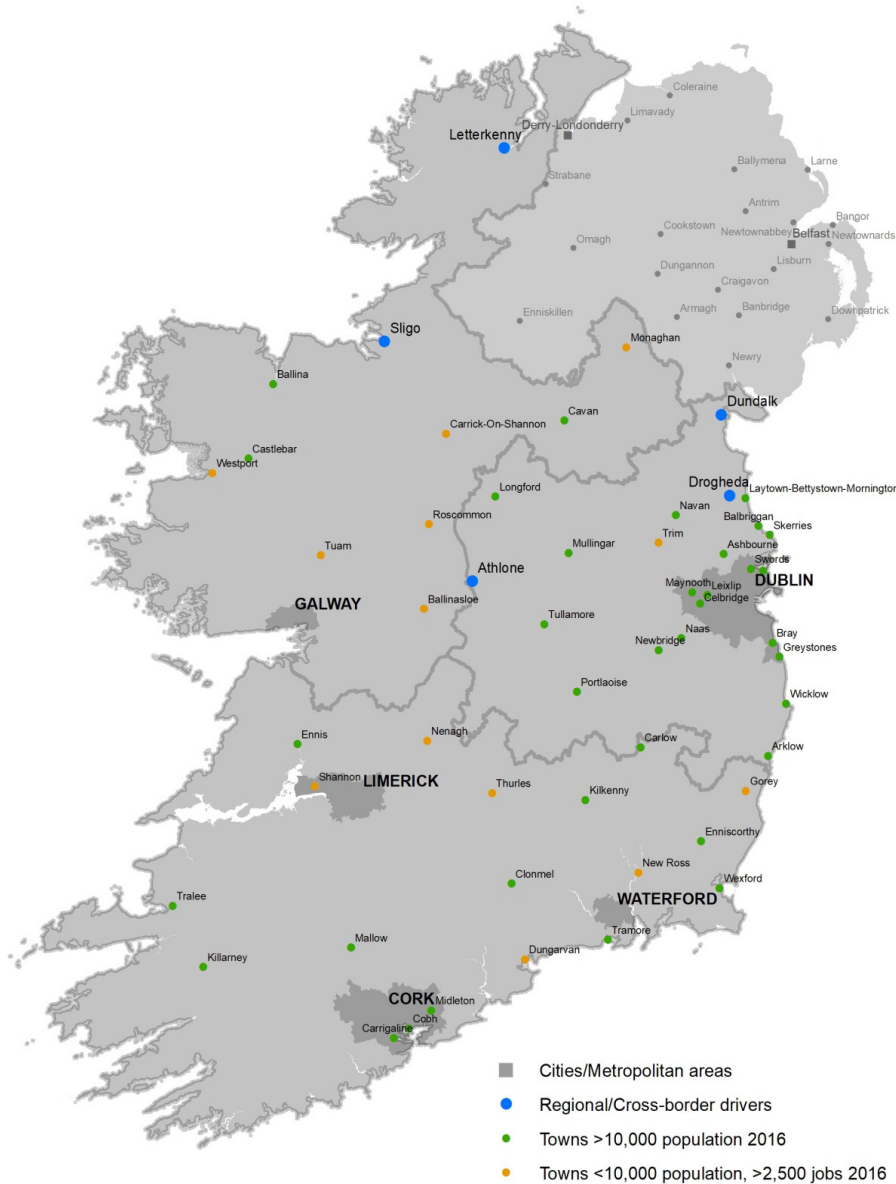 Coleraine
Limavady
Derry-Londonderry
Letterkenny
Ballymena
Larne
Strabane
Antrim
Bangor
Cookstown
Newtownabbey
Belfast
Newtownards
Omagh
Lisburn
Dungannon
Craigavon
Enniskillen
Armagh
Banbridge
Downpatrick
Sligo
Monaghan
Newry
Ballina
Dundalk
Cavan
Carrick-On-Shannon
Castlebar
Westport
Drogheda
Laytown-Bettystown-Mornington
Longford
Navan
Balbriggan
Skerries
Roscommon
Trim
Tuam
Mullingar
Ashbourne
Swords
Athlone
DUBLIN
Maynooth
Leixlip
Celbridge
GALWAY
Ballinasloe
Tullamore
Naas
Bray
Newbridge
Greystones
Portlaoise
Wicklow
Ennis
Nenagh
Carlow
Arklow
Shannon
LIMERICK
Thurles
Kilkenny
Gorey
Enniscorthy
New Ross
Clonmel
Wexford
Tralee
WATERFORD
Tramore
Mallow
Dungarvan
Killarney
CORK
Midleton
Cobh
Carrigaline
Cities/Metropolitan areas
Regional/Cross-border drivers
Towns >10,000 population 2016
Towns <10,000 population, >2,500 jobs 2016